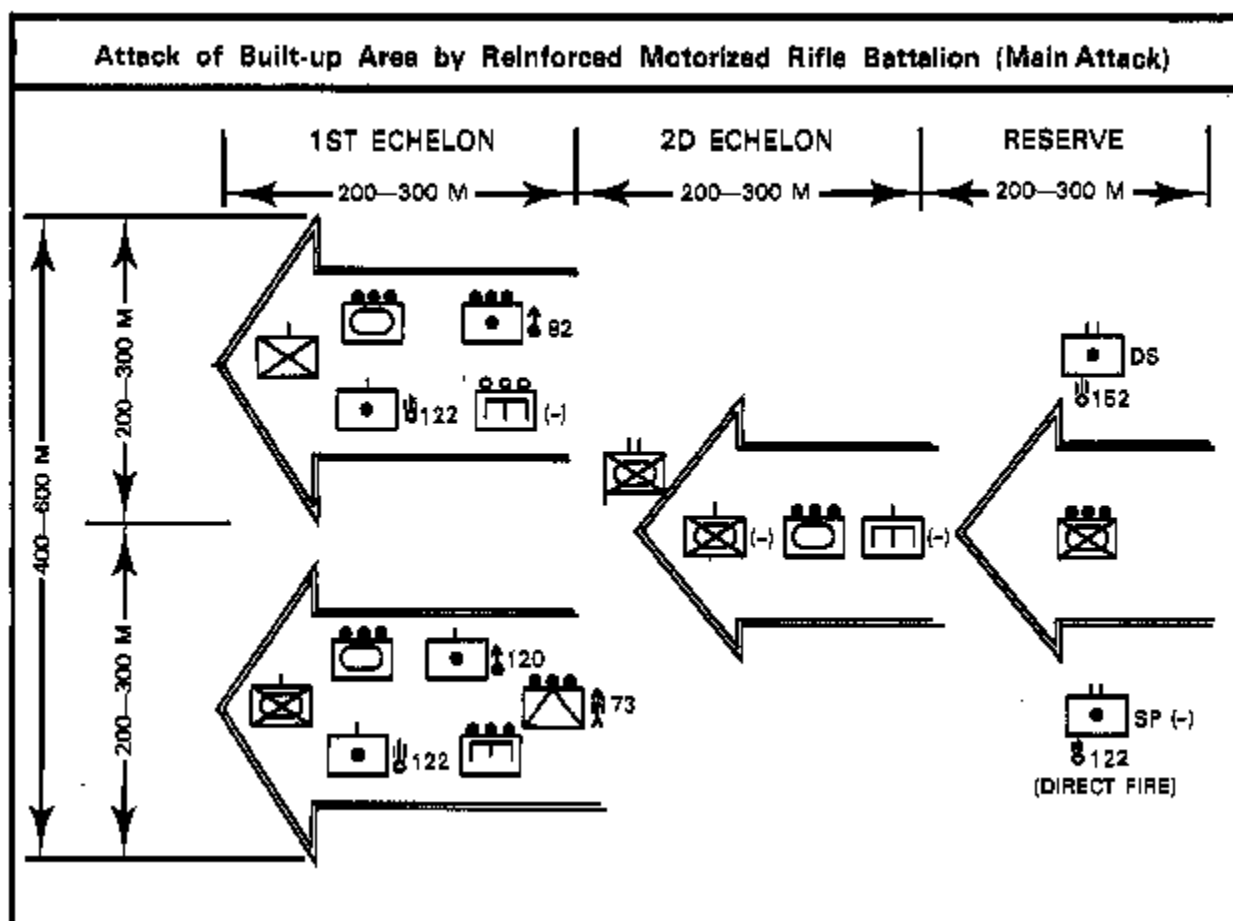 Attack of Built-up Area by Reinforced Motorized Rifle Battalion (Main Attack)
1ST ECHELON
2D ECHELON
RESERVE
200—300 M
200—300 M
200—300 M
400—600 M
200—300 M
200—300 M
82
122
(-)
120
73
122
(-)
(-)
DS
152
SP (-)
122
(DIRECT FIRE)